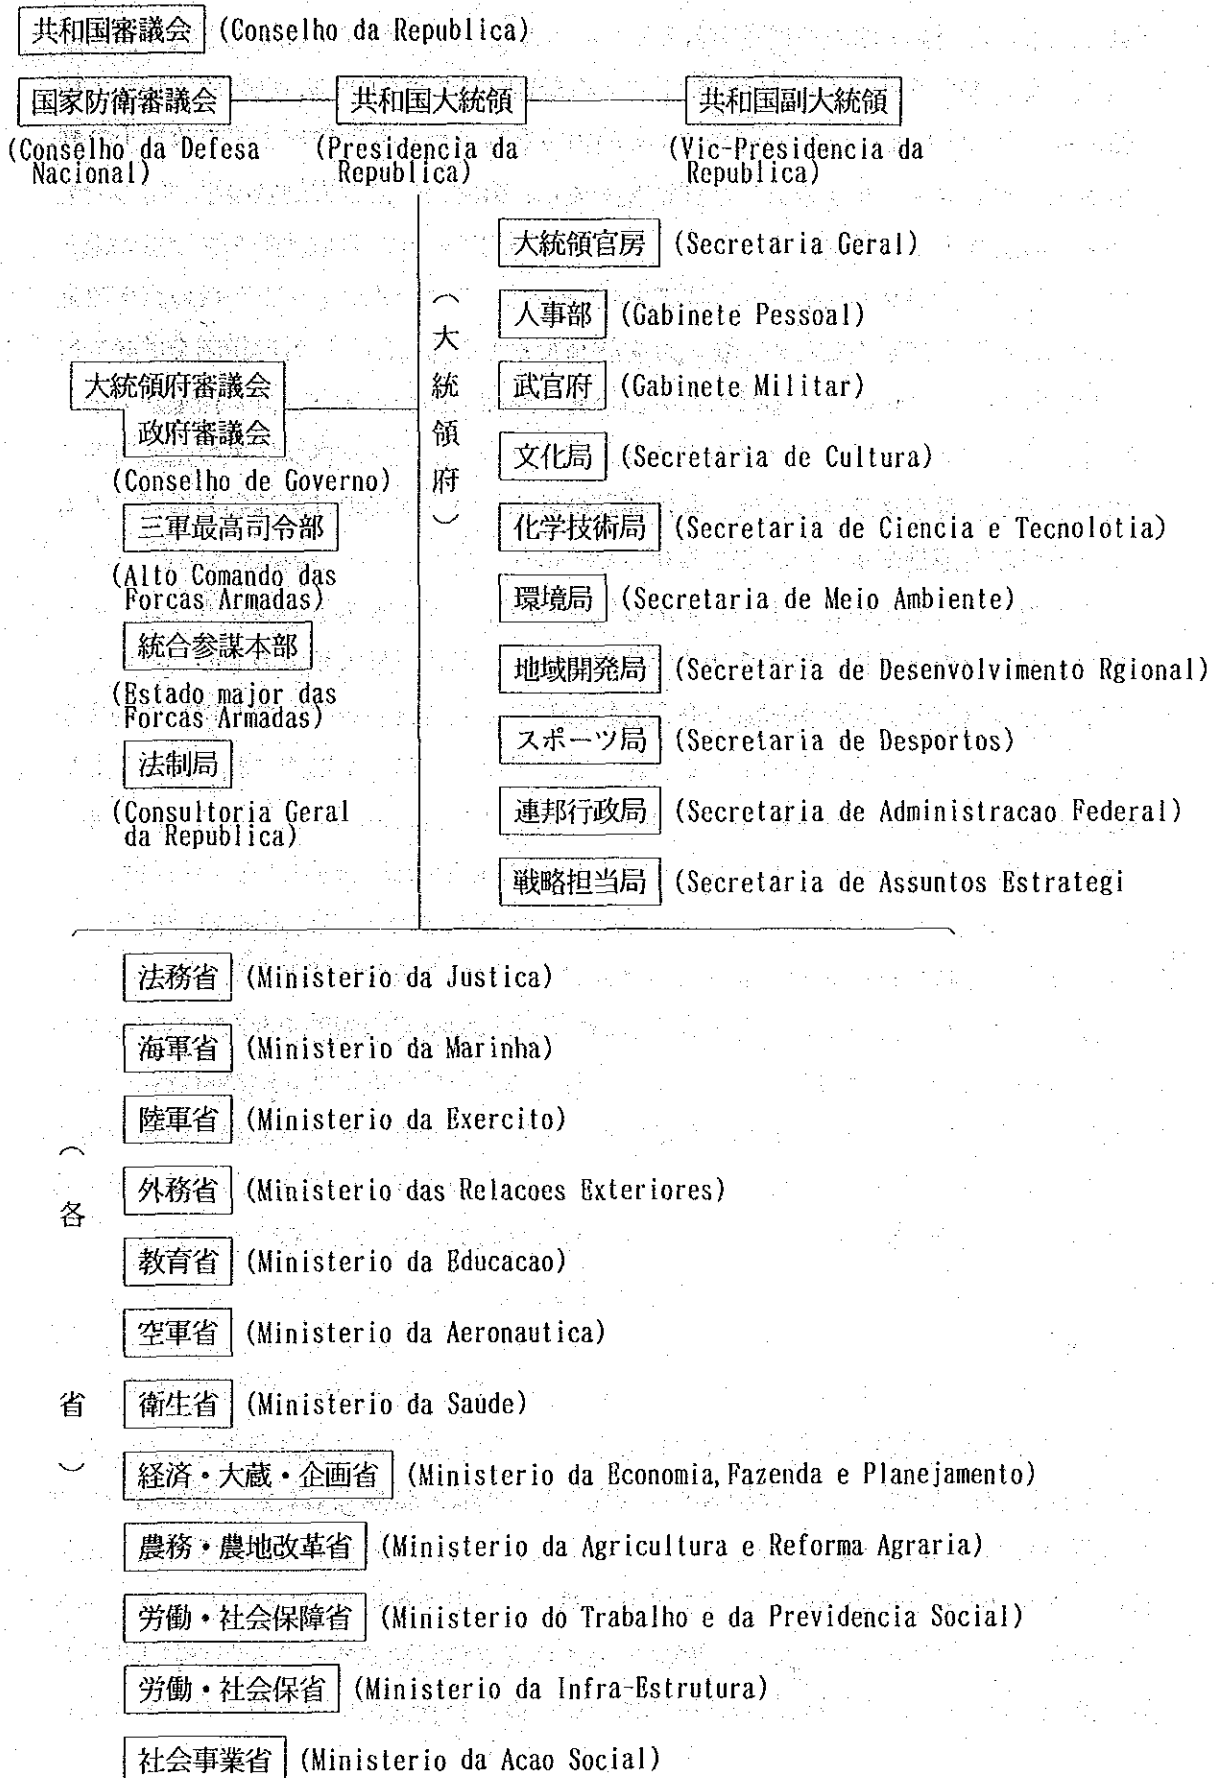 共和国審議会 (Conselho da Republica)
国家防衛審議会 共和国大統領 共和国副大統領
(Conselho da Defesa (Presidencia da (Vic-Presidencia da
Nacional) Republica) Republica)
大統領官房 (Secretaria Geral)
人事部 (Gabinete Pessoal)
武官府 (Gabinete Militar)
文化局 (Secretaria de Cultura)
化学技術局 (Secretaria de Ciencia e Tecnolotia)
環境局 (Secretaria de Meio Ambiente)
地域開発局 (Secretaria de Desenvolvimento Rgional)
スポーツ局 (Secretaria de Desportos)
連邦行政局 (Secretaria de Administracao Federal)
戦略担当局 (Secretaria de Assuntos Estrategi
(大統領府)
大統領府審議会
政府審議会
(Conselho de Governo)
三軍最高司令部
(Alto Comando das
Forcas Armadas)
統合参謀本部
(Estado major das
Forcas Armadas)
法制局
(Consultoria Geral
da Republica)
(各省)
法務省 (Ministerio da Justica)
海軍省 (Ministerio da Marinha)
陸軍省 (Ministerio da Exercito)
外務省 (Ministerio das Relacoes Exteriores)
教育省 (Ministerio da Educacao)
空軍省 (Ministerio da Aeronautica)
衛生省 (Ministerio da Saude)
経済・大蔵・企画省 (Ministerio da Economia,Fazenda e Planejamento)
農務・農地改革省 (Ministerio da Agricultura e Reforma Agraria)
労働・社会保障省 (Ministerio do Trabalho e da Previdencia Social)
労働・社会保省 (Ministerio da Infra-Estrutura)
社会事業省 (Ministerio da Acao Social)